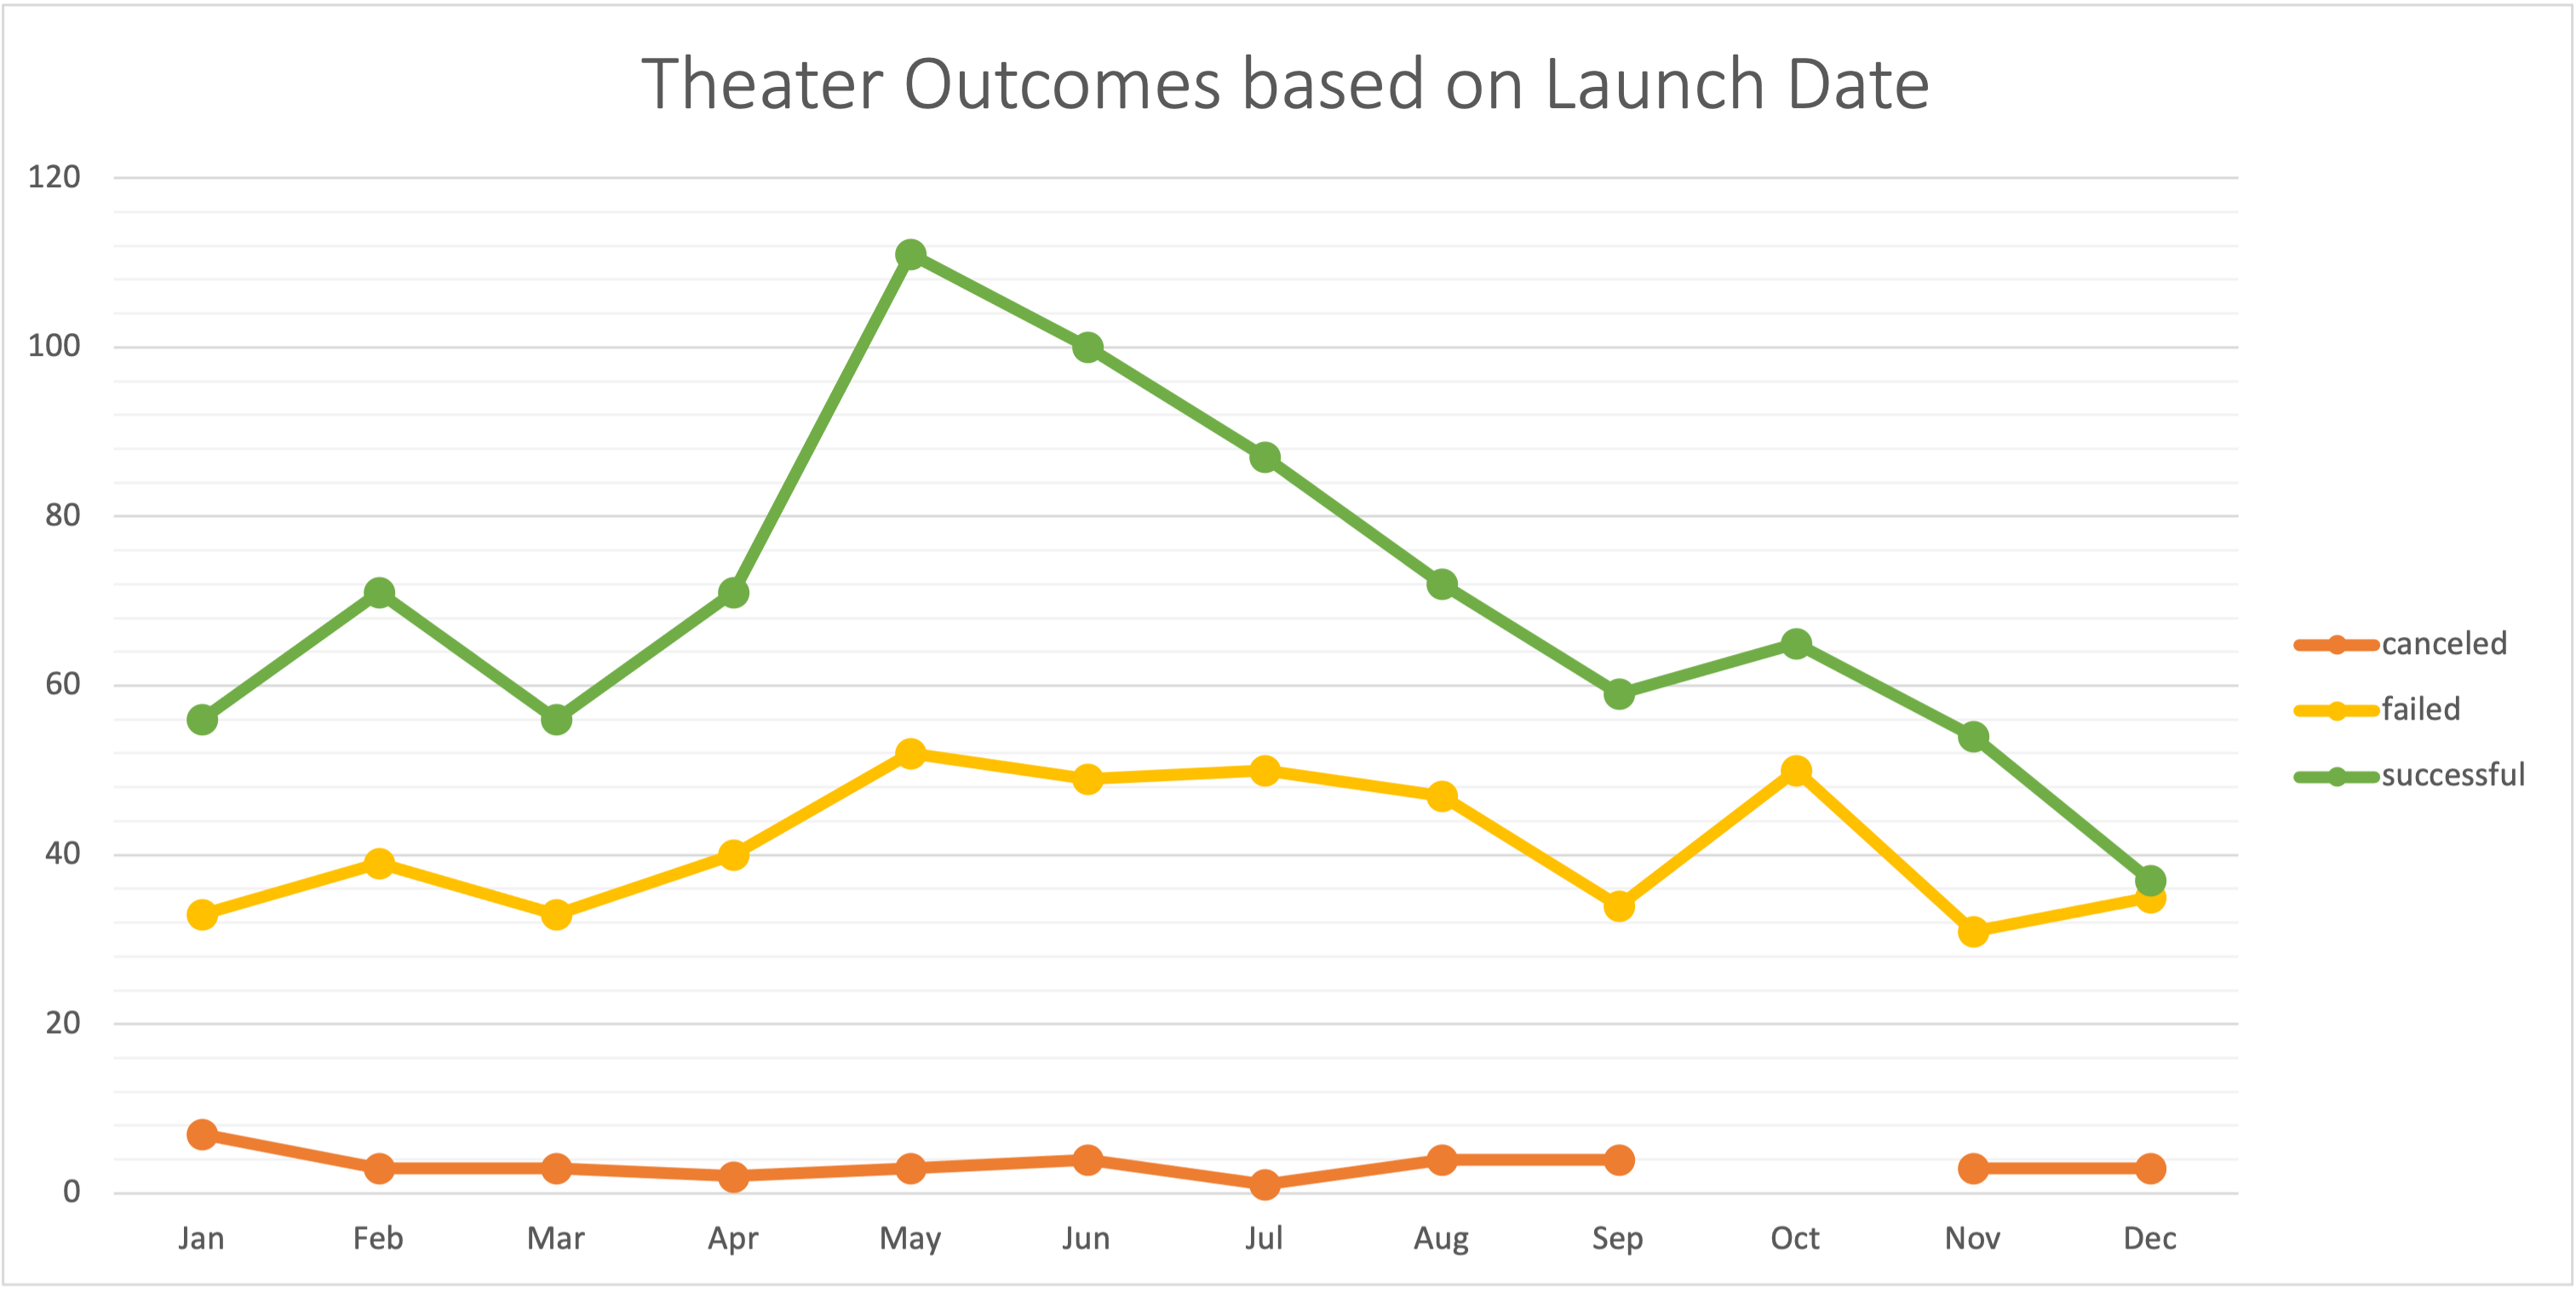 Theater Outcomes based on Launch Date
120
100
80
60
40
20
0
Jan Feb Mar Apr May Jun Jul Aug Sep Oct Nov Dec
canceled
failed
successful